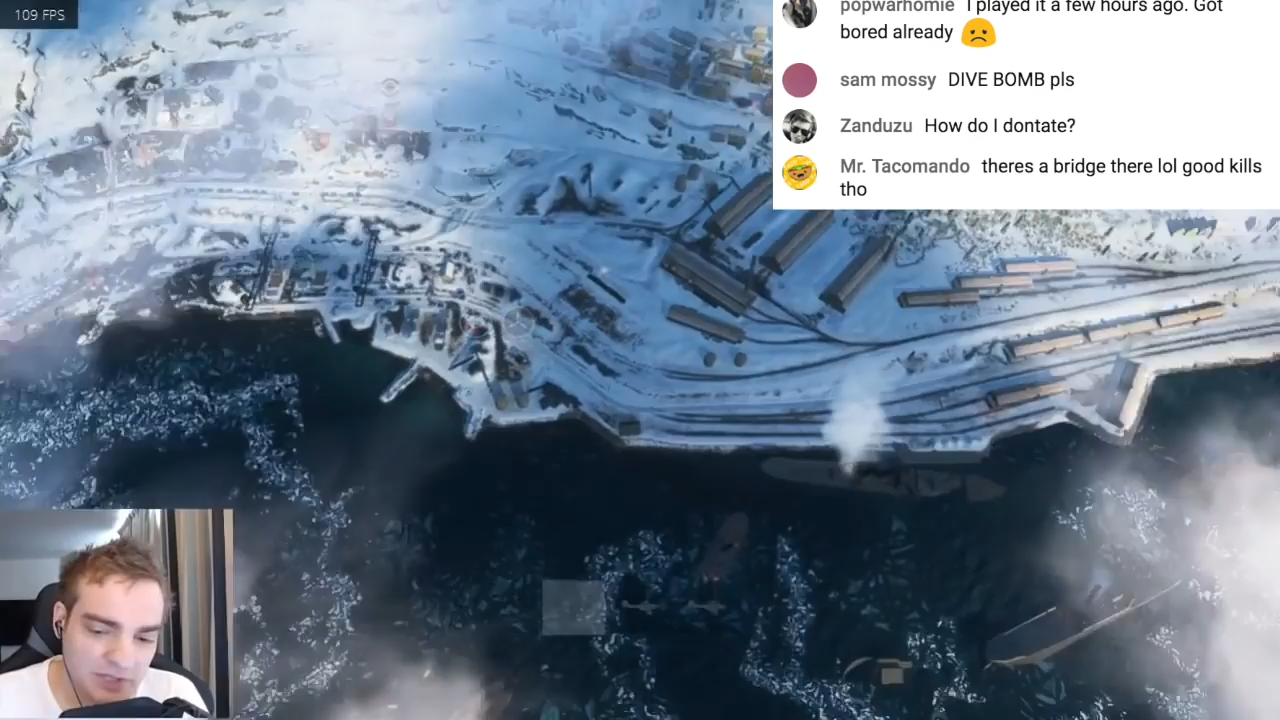 109 FPS
popwarhomie I played it a few hours ago. Got
bored already
sam mossy DIVE BOMB pls
Zanduzu How do I dontate?
Mr. Tacomando theres a bridge there lol good kills
tho